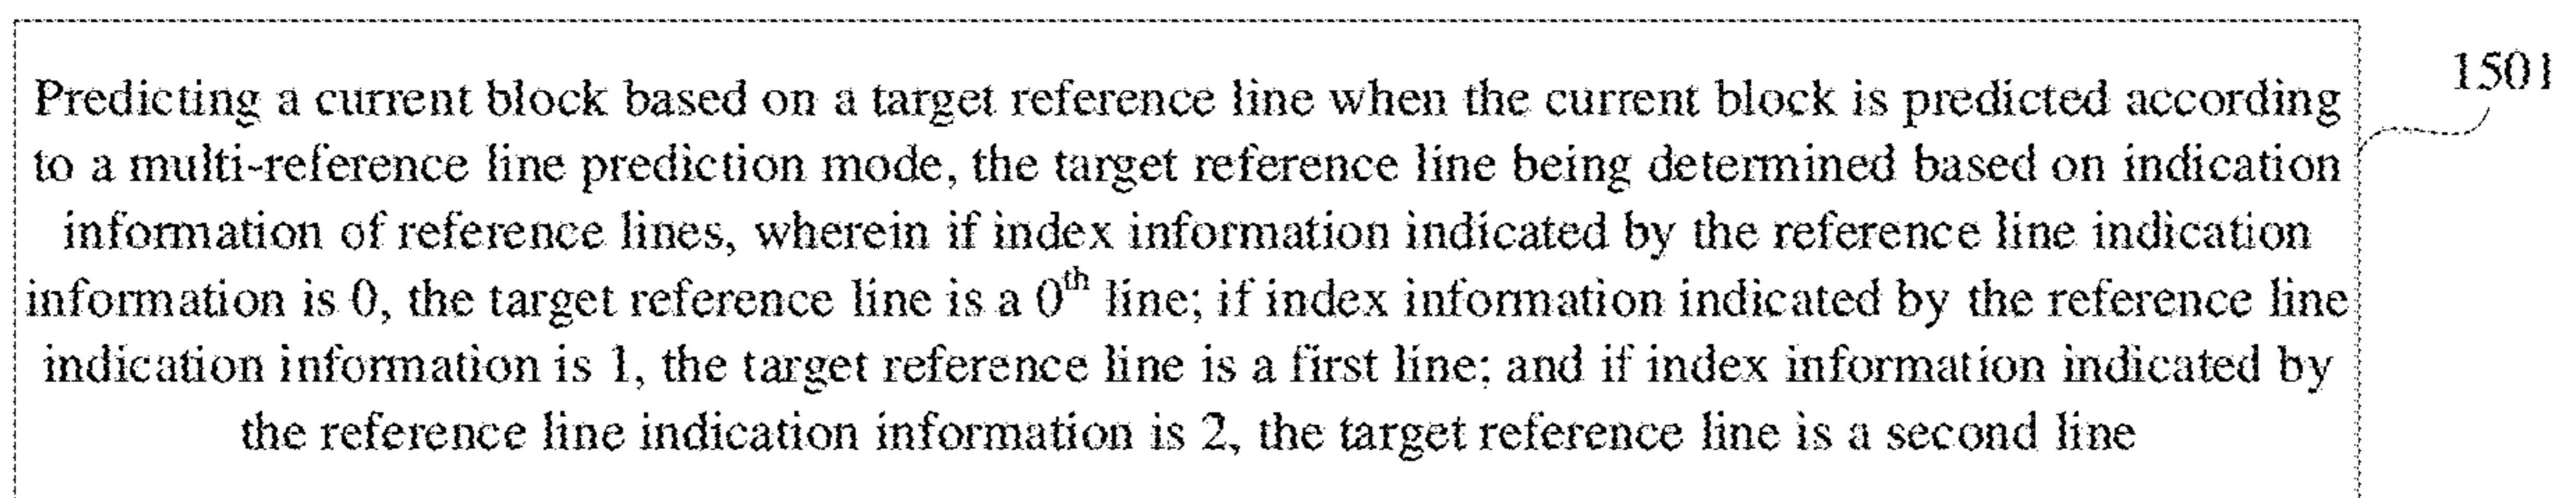 1501
Predicting a current block based on a target reference line when the current block is predicted according
to a multi-reference line prediction mode, the target reference line being determined based on indication
information of reference lines, wherein if index information indicated by the reference line indication
information is 0, the target reference line is a 0th line; if index information indicated by the reference line
indication information is 1, the target reference line is a first line; and if index information indicated by
the reference line indication information is 2, the target reference line is a second line